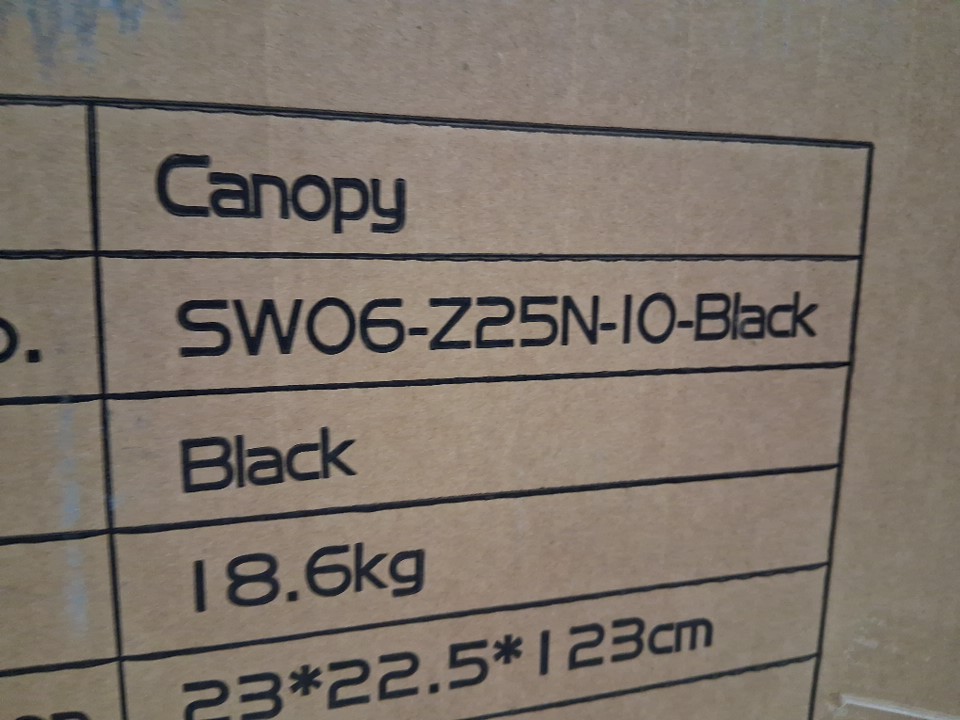 Canopy
SW06-Z25N-10-Black
Black
18.6kg
23*22.5*123cm